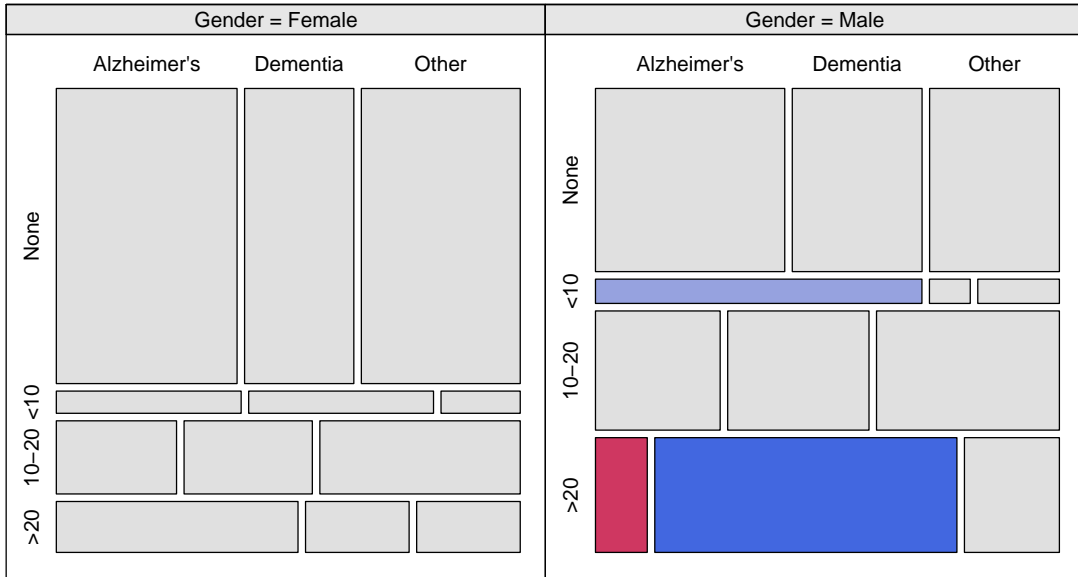 Gender = Female
Alzheimer's Dementia Other
None
<10
10−20
>20
Gender = Male
Alzheimer's Dementia Other
None
<10
10−20
>20